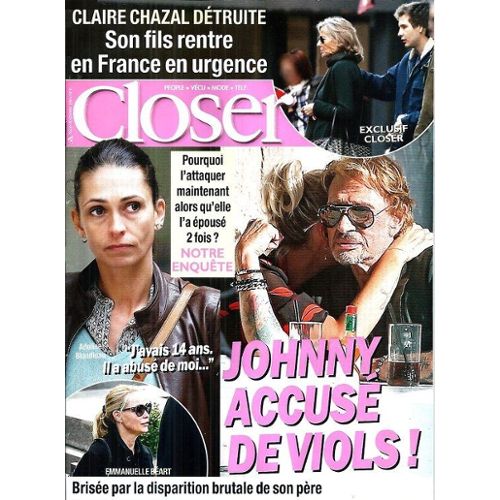 CLAIRE CHAZAL DÉTRUITE
Son fils rentre
en France en urgence
PEOPLE • VÉCU • MODE • TÉLÉ
Closer
EXCLUSIF
CLOSER
Pourquoi
l'attaquer
maintenant
alors qu'elle
l'a épousé
2 fois ?
NOTRE
ENQUÊTE
"J'avais 14 ans.
Il a abusé de moi..."
JOHNNY
ACCUSÉ
DE VIOLS !
EMMANUELLE BÉART
Brisée par la disparition brutale de son père